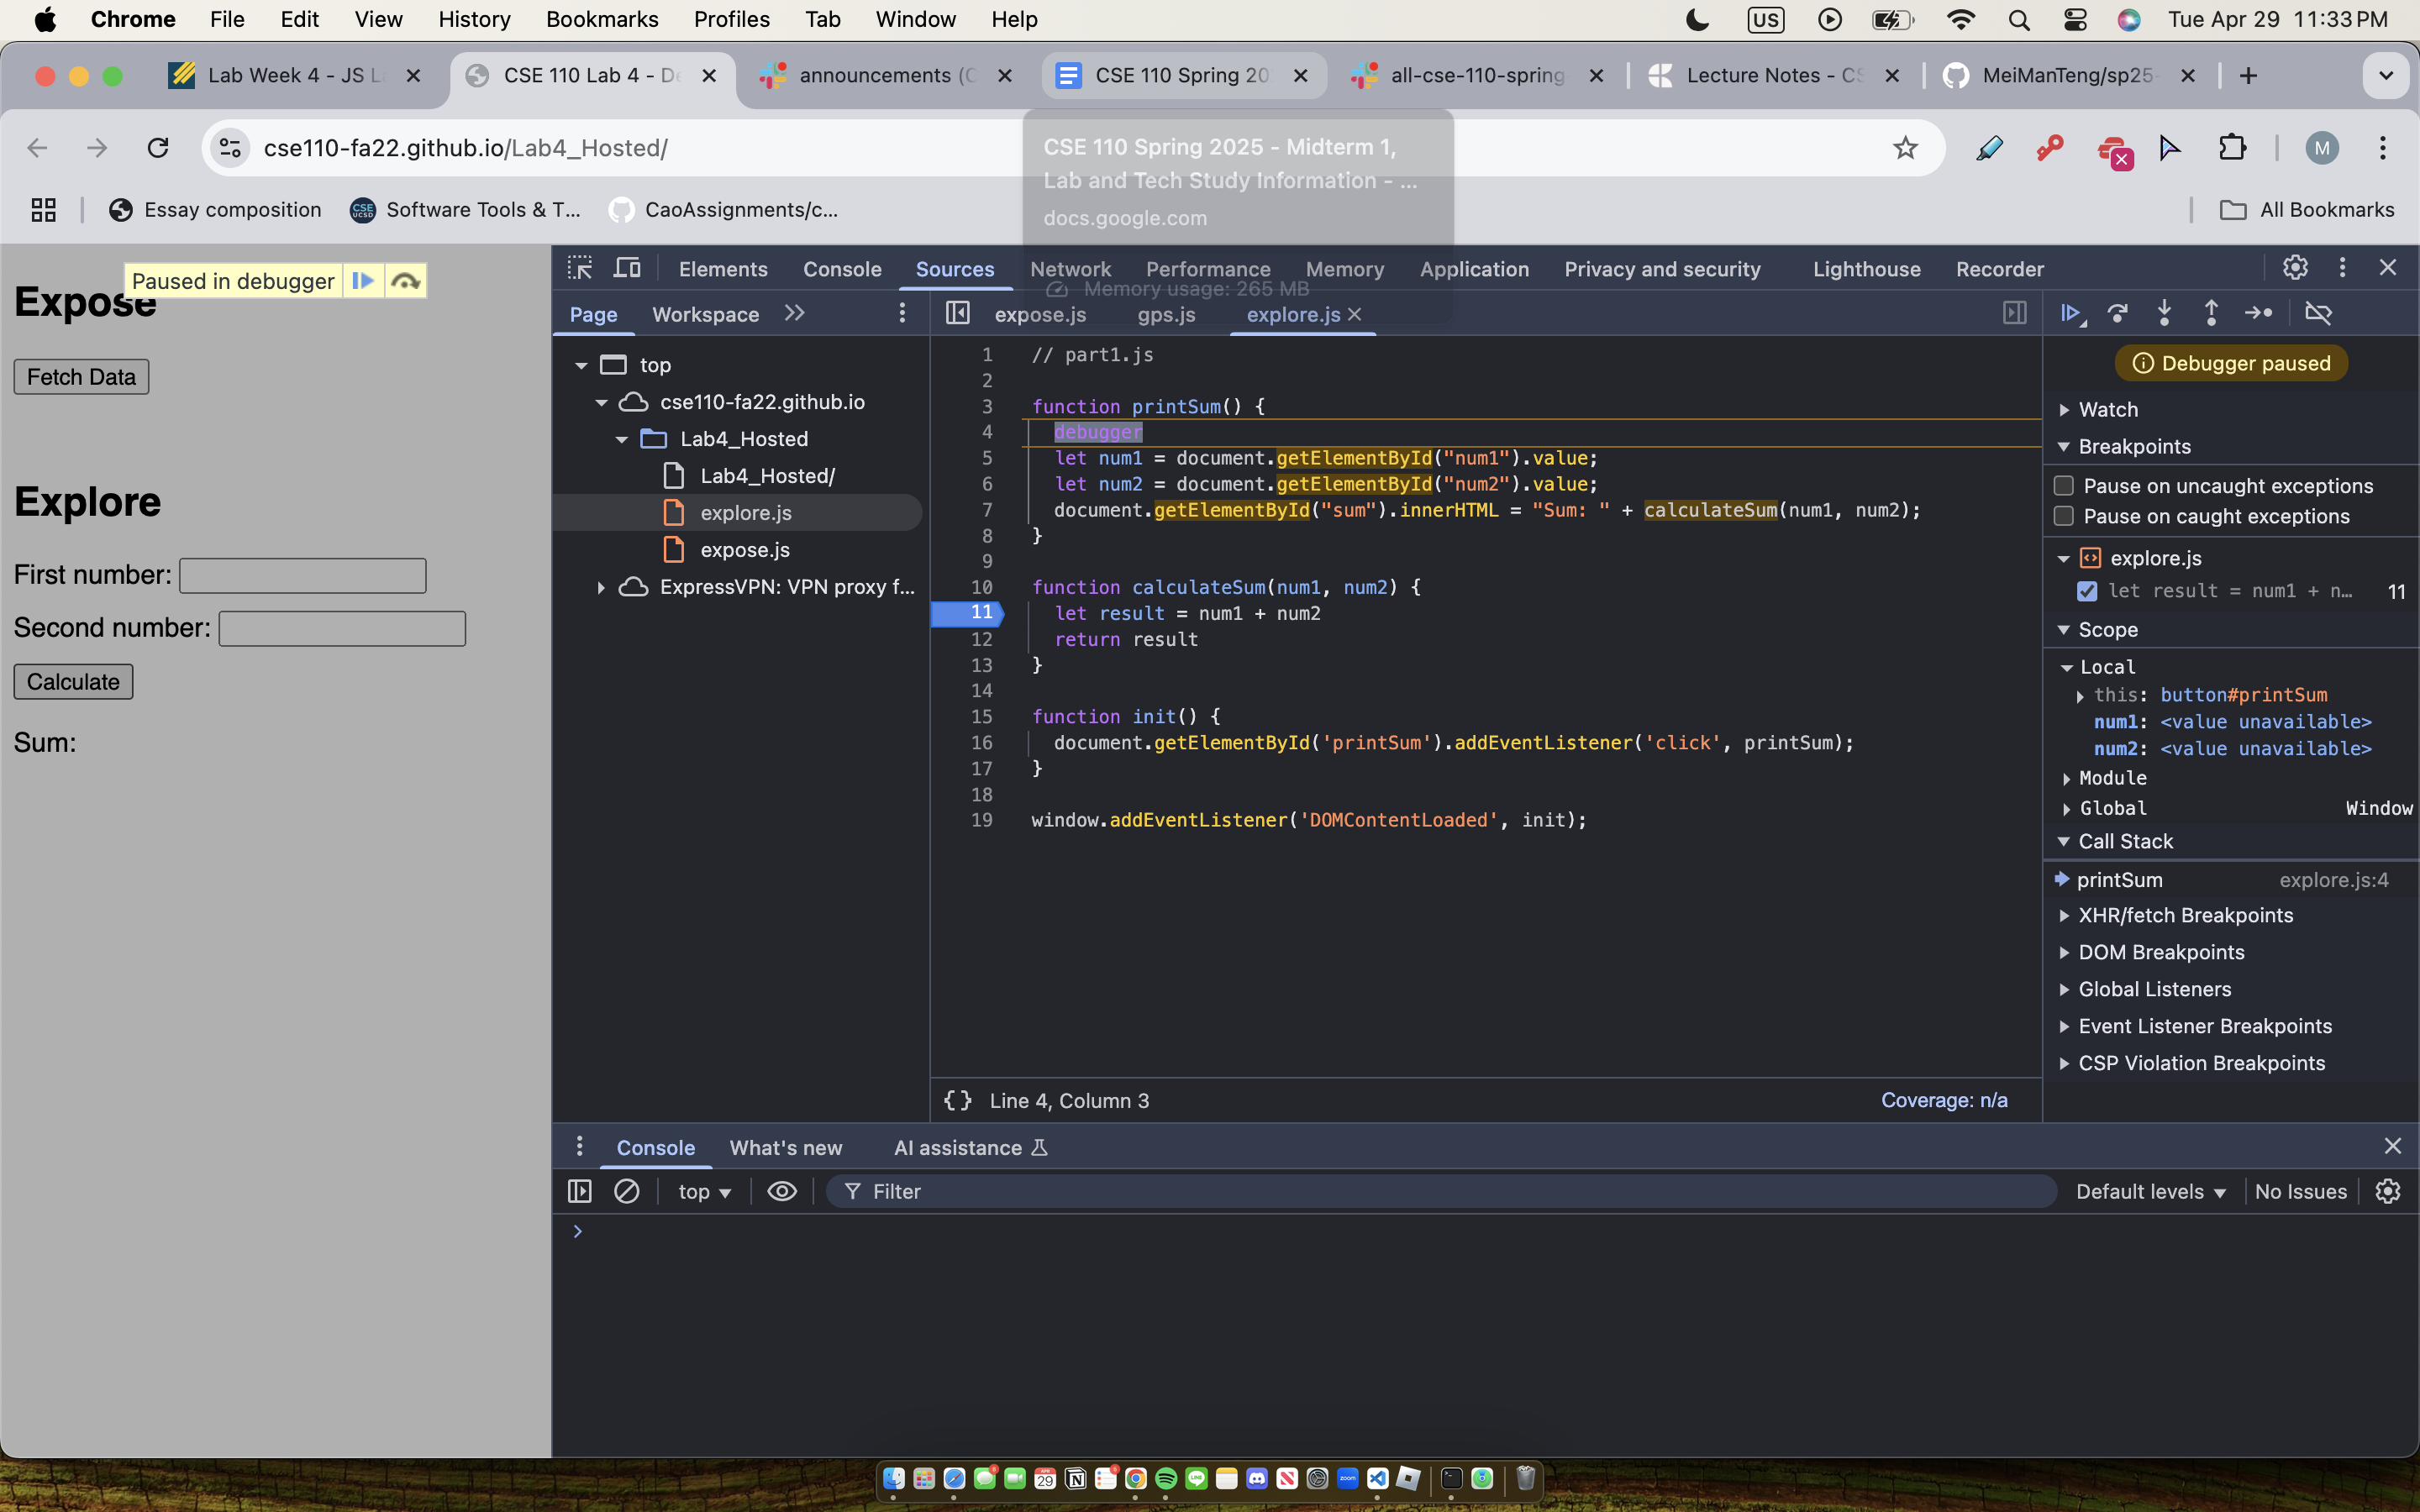 Chrome File Edit View History Bookmarks Profiles Tab Window Help
US
Tue Apr 29 11:33 PM
Lab Week 4 - JS L
CSE 110 Lab 4 - De
announcements (C
CSE 110 Spring 20
all-cse-110-spring
Lecture Notes - CS
MeiManTeng/sp25-
cse110-fa22.github.io/Lab4_Hosted/
M
CSE 110 Spring 2025 - Midterm 1,
Lab and Tech Study Information - ...
docs.google.com
Memory usage: 265 MB
Essay composition
CSE UCSD
Software Tools & T...
CaoAssignments/c...
All Bookmarks
Paused in debugger
Expose
Fetch Data
Explore
First number:
Second number:
Calculate
Sum:
Elements Console Sources Network Performance Memory Application Privacy and security Lighthouse Recorder
Page Workspace
top
cse110-fa22.github.io
Lab4_Hosted
Lab4_Hosted/
explore.js
expose.js
ExpressVPN: VPN proxy f...
expose.js gps.js explore.js
1 // part1.js
2
3 function printSum() {
4 debugger
5 let num1 = document.getElementById("num1").value;
6 let num2 = document.getElementById("num2").value;
7 document.getElementById("sum").innerHTML = "Sum: " + calculateSum(num1, num2);
8 }
9
10 function calculateSum(num1, num2) {
11 let result = num1 + num2
12 return result
13 }
14
15 function init() {
16 document.getElementById('printSum').addEventListener('click', printSum);
17 }
18
19 window.addEventListener('DOMContentLoaded', init);
{} Line 4, Column 3
Coverage: n/a
Debugger paused
Watch
Breakpoints
Pause on uncaught exceptions
Pause on caught exceptions
explore.js
let result = num1 + n... 11
Scope
Local
this: button#printSum
num1: <value unavailable>
num2: <value unavailable>
Module
Global Window
Call Stack
printSum explore.js:4
XHR/fetch Breakpoints
DOM Breakpoints
Global Listeners
Event Listener Breakpoints
CSP Violation Breakpoints
Console What's new AI assistance
top
Filter
Default levels
No Issues
29
zoom